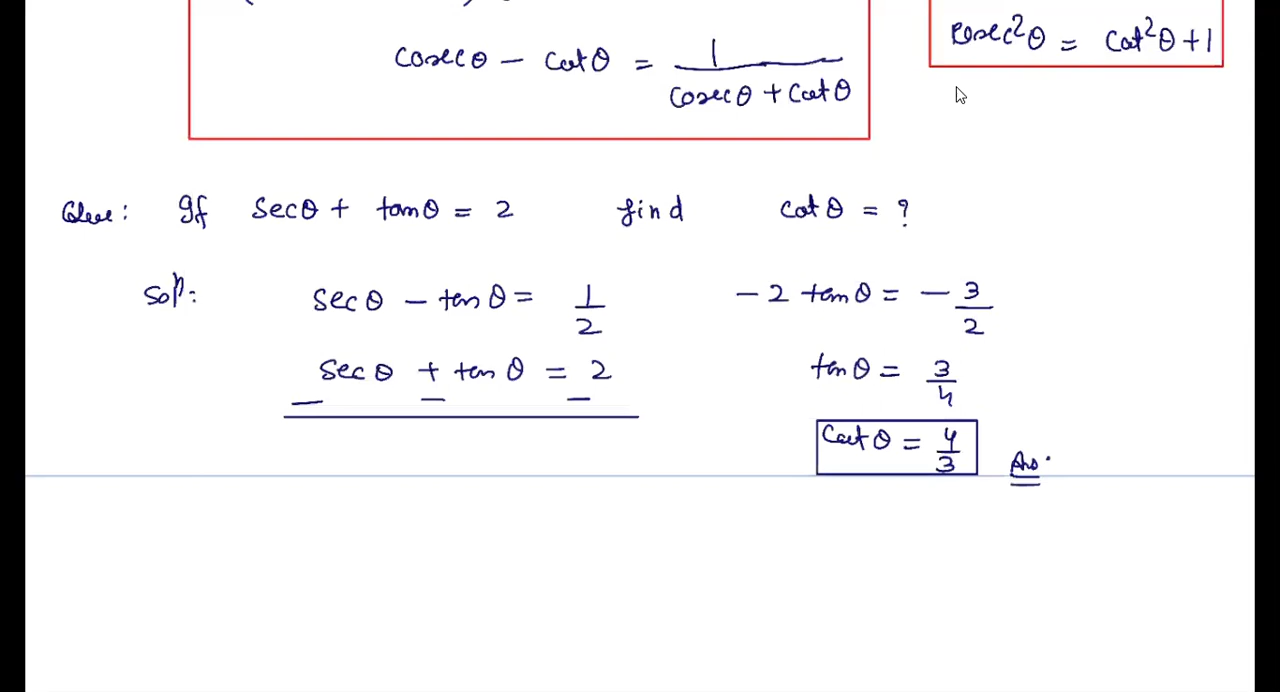 cosec²θ = cot²θ + 1
cosecθ − cotθ = 1 / (cosecθ + cotθ)
Ques: If secθ + tanθ = 2 find cotθ = ?
Solⁿ: secθ − tanθ = 1/2
secθ + tanθ = 2
− − −
−2 tanθ = −3/2
tanθ = 3/4
cotθ = 4/3 Ans.